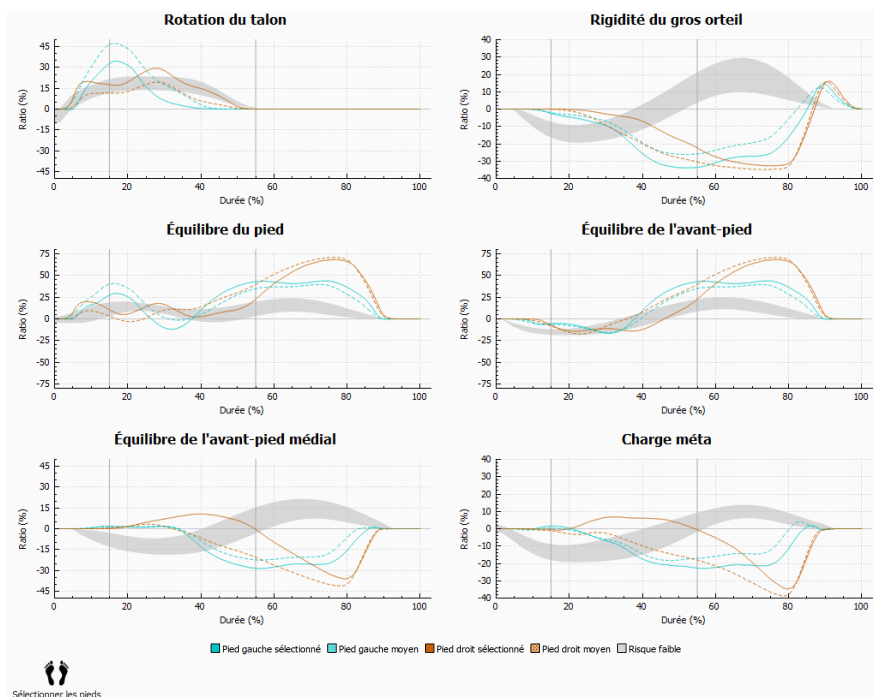 Rotation du talon
Rigidité du gros orteil
Ratio (%)
45
30
15
0
-15
-30
-45
0 20 40 60 80 100
Durée (%)
Ratio (%)
40
30
20
10
0
-10
-20
-30
-40
0 20 40 60 80 100
Durée (%)
Équilibre du pied
Équilibre de l'avant-pied
Ratio (%)
75
50
25
0
-25
-50
-75
0 20 40 60 80 100
Durée (%)
Ratio (%)
75
50
25
0
-25
-50
-75
0 20 40 60 80 100
Durée (%)
Équilibre de l'avant-pied médial
Charge méta
Ratio (%)
45
30
15
0
-15
-30
-45
0 20 40 60 80 100
Durée (%)
Ratio (%)
40
30
20
10
0
-10
-20
-30
-40
0 20 40 60 80 100
Durée (%)
Pied gauche sélectionné Pied gauche moyen Pied droit sélectionné Pied droit moyen Risque faible
Sélectionner les pieds